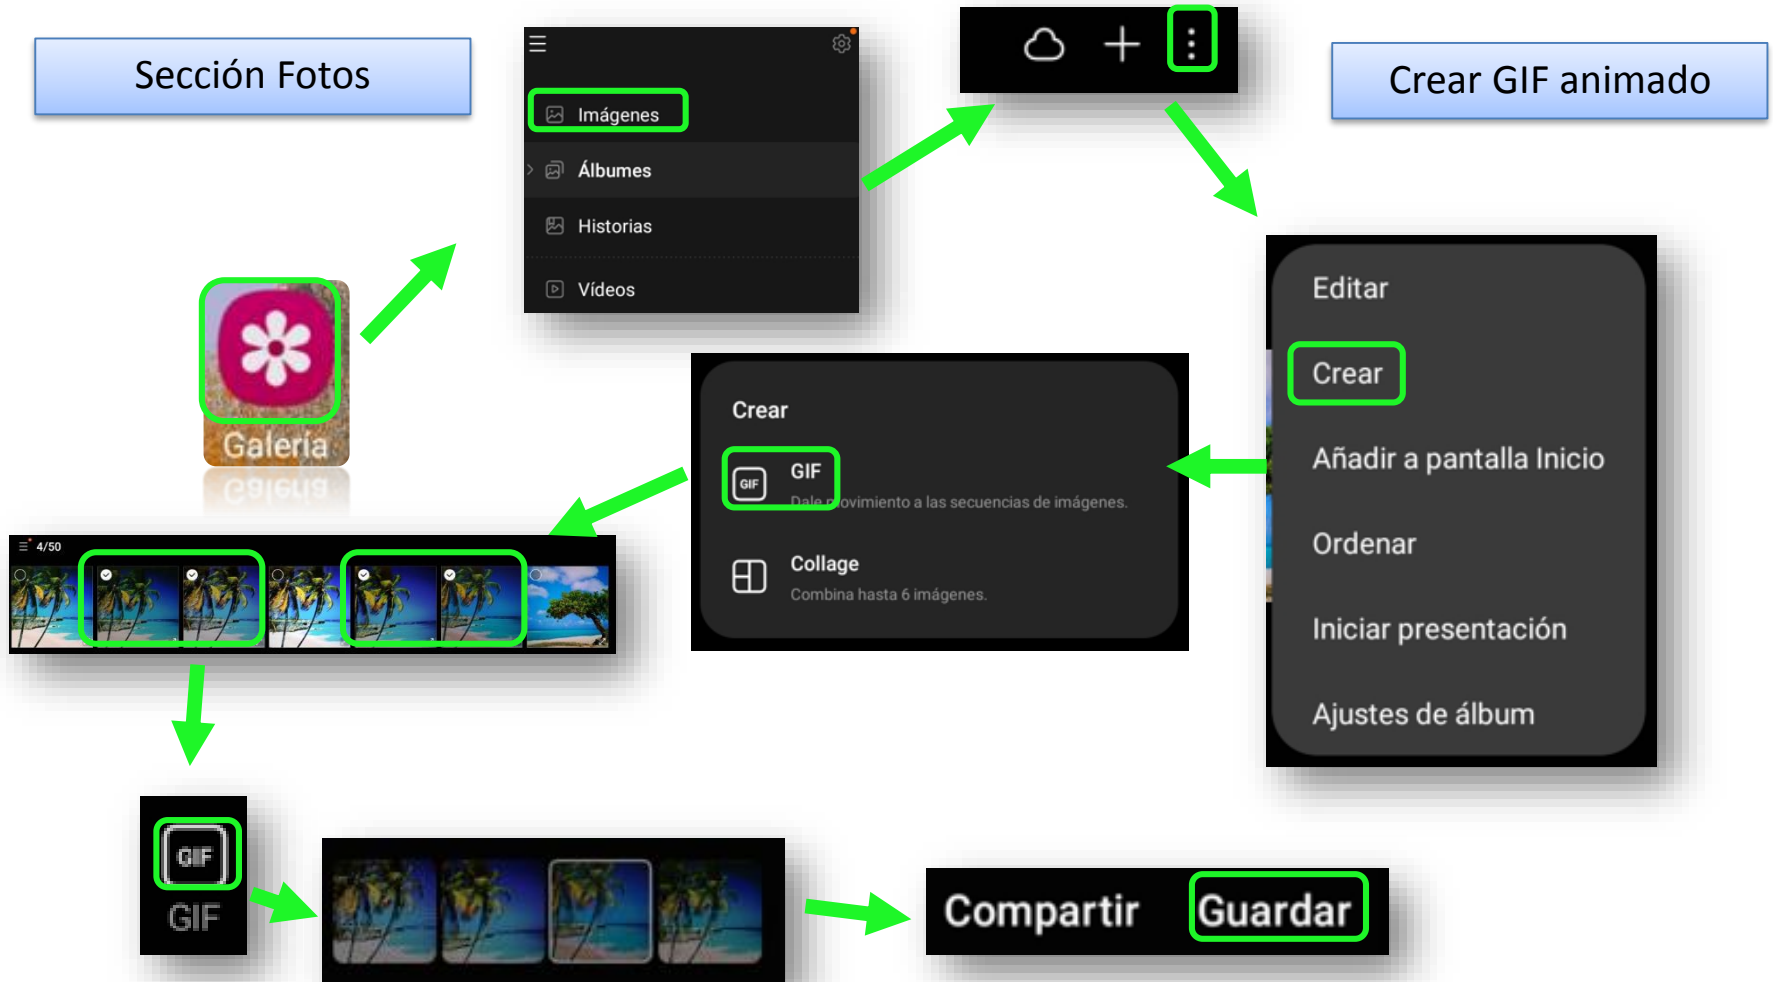 Sección Fotos
Crear GIF animado
Imágenes
Álbumes
Historias
Vídeos
Galería
Editar
Crear
Añadir a pantalla Inicio
Ordenar
Iniciar presentación
Ajustes de álbum
Crear
GIF
GIF
Dale movimiento a las secuencias de imágenes.
Collage
Combina hasta 6 imágenes.
4/50
GIF
GIF
Compartir Guardar